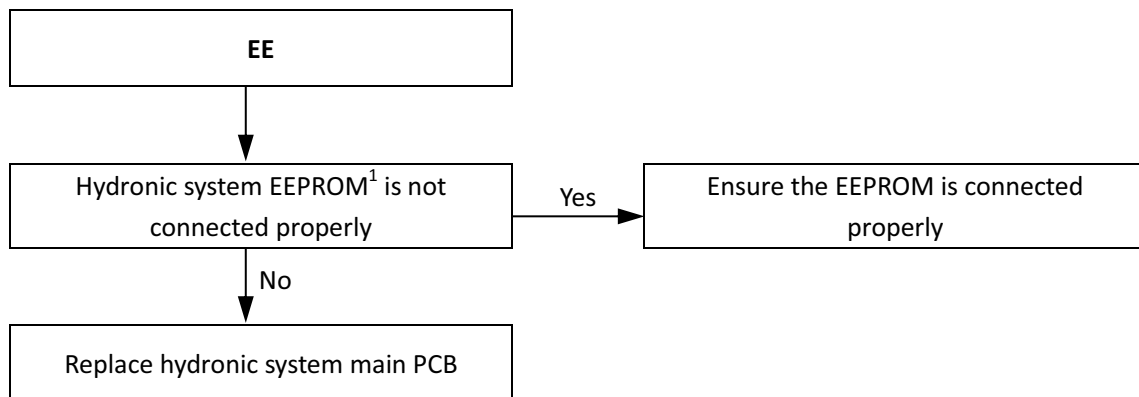 EE
Hydronic system EEPROM¹ is not
connected properly
Yes
Ensure the EEPROM is connected
properly
No
Replace hydronic system main PCB